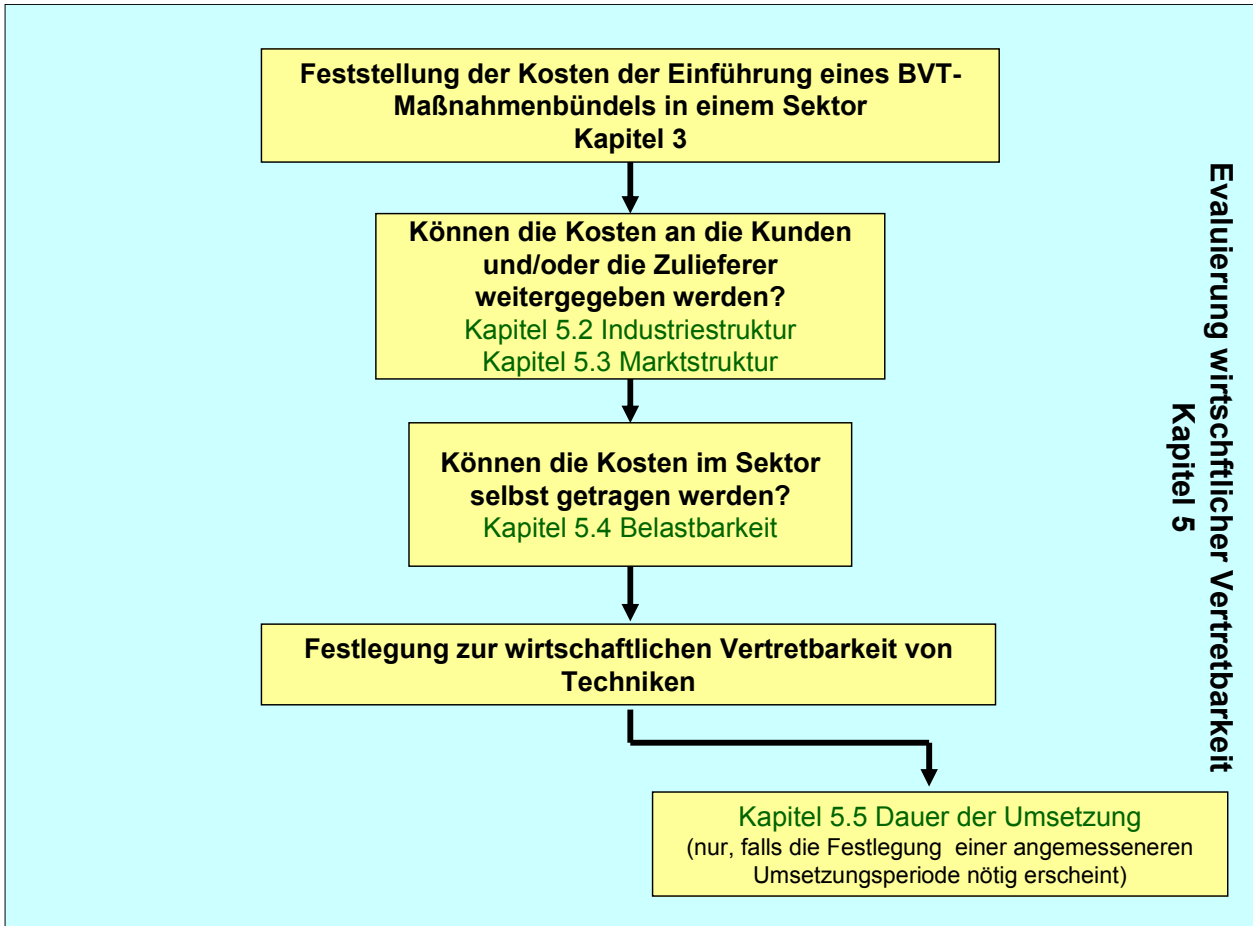 Feststellung der Kosten der Einführung eines BVT-
Maßnahmenbündels in einem Sektor
Kapitel 3
Können die Kosten an die Kunden
und/oder die Zulieferer
weitergegeben werden?
Kapitel 5.2 Industriestruktur
Kapitel 5.3 Marktstruktur
Können die Kosten im Sektor
selbst getragen werden?
Kapitel 5.4 Belastbarkeit
Festlegung zur wirtschaftlichen Vertretbarkeit von
Techniken
Kapitel 5.5 Dauer der Umsetzung
(nur, falls die Festlegung einer angemesseneren
Umsetzungsperiode nötig erscheint)
Evaluierung wirtschftlicher Vertretbarkeit
Kapitel 5